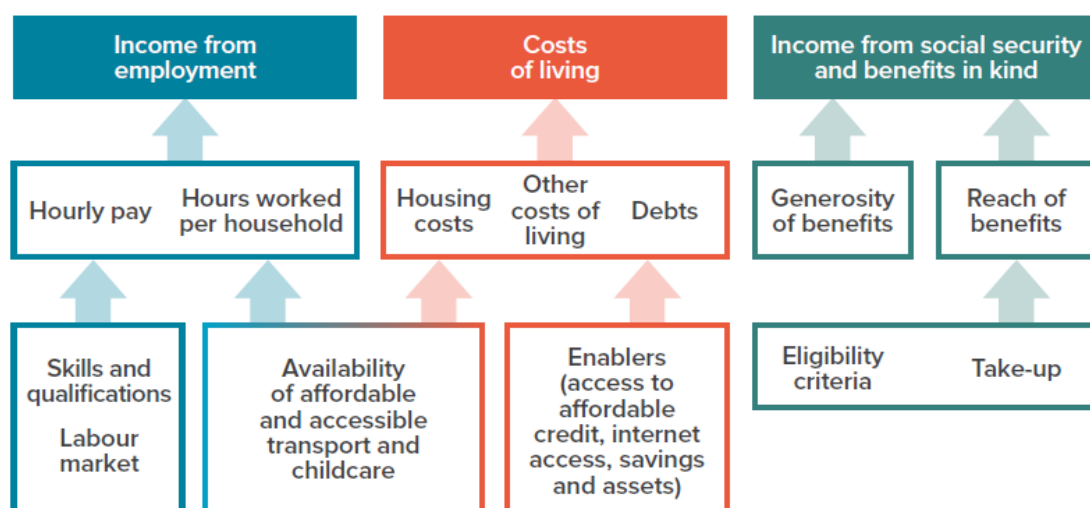 Income from
employment
Costs
of living
Income from social security
and benefits in kind
Hourly pay
Hours worked
per household
Housing
costs
Other
costs of
living
Debts
Generosity
of benefits
Reach of
benefits
Skills and
qualifications
Labour
market
Availability
of affordable
and accessible
transport and
childcare
Enablers
(access to
affordable
credit, internet
access, savings
and assets)
Eligibility
criteria
Take-up